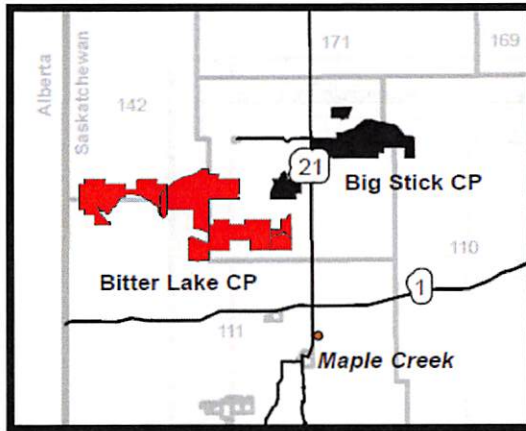 171
169
Alberta
Saskatchewan
142
21
Big Stick CP
110
Bitter Lake CP
1
111
Maple Creek